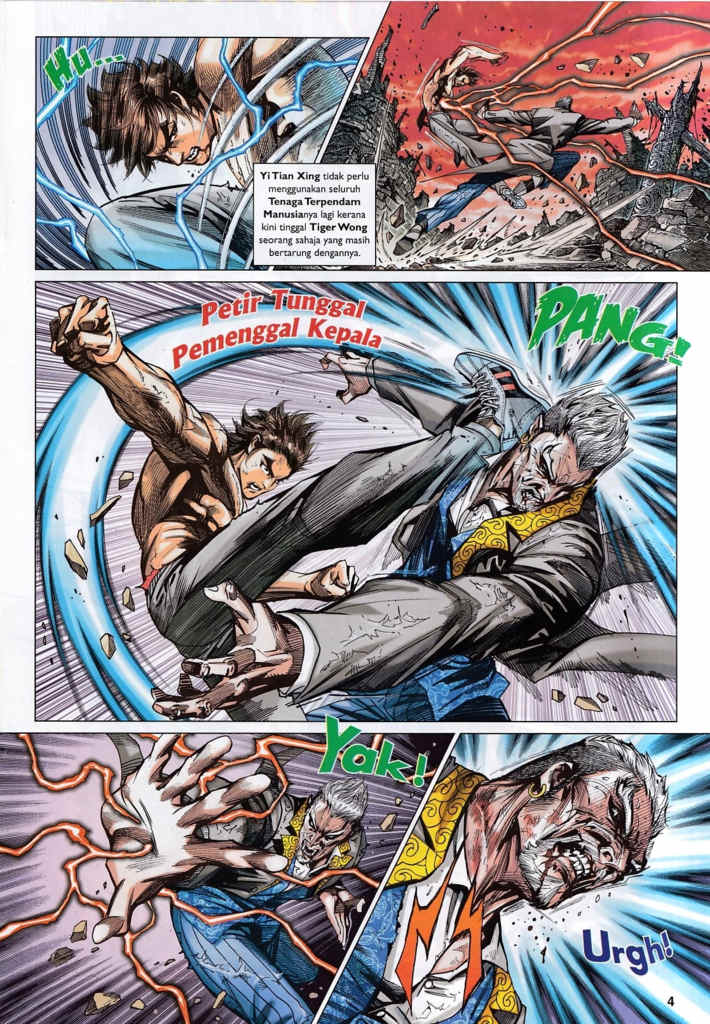 Hu...
Yi Tian Xing tidak perlu
menggunakan seluruh
Tenaga Terpendam
Manusianya lagi kerana
kini tinggal Tiger Wong
seorang sahaja yang masih
bertarung dengannya.
Petir Tunggal
Pemenggal Kepala
PANG!
Yak!
Urgh!
4